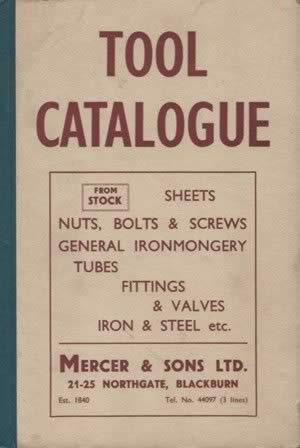 TOOL
CATALOGUE
FROM
STOCK
SHEETS
NUTS, BOLTS & SCREWS
GENERAL IRONMONGERY
TUBES
FITTINGS
& VALVES
IRON & STEEL etc.
MERCER & SONS LTD.
21-25 NORTHGATE, BLACKBURN
Est. 1840 Tel. No. 44097 (3 lines)